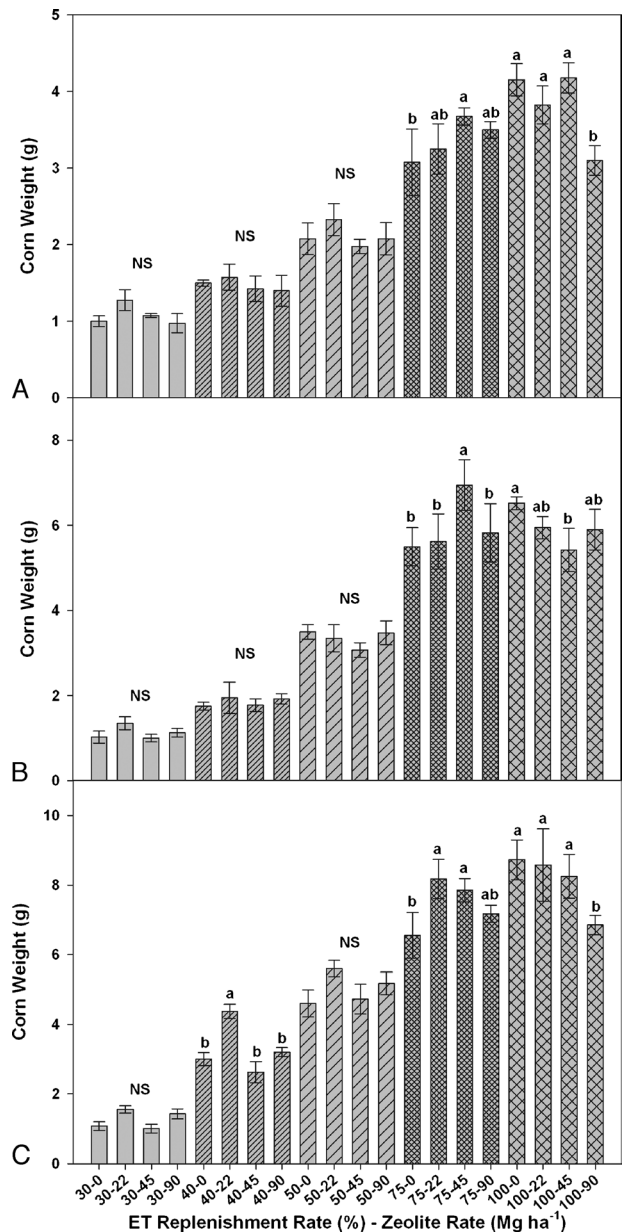 5
4
3
2
1
0
Corn Weight (g)
NS
NS
NS
b
ab
a
ab
a
a
a
b
A
8
6
4
2
0
Corn Weight (g)
NS
NS
NS
b
b
a
b
a
ab
b
ab
B
10
8
6
4
2
0
Corn Weight (g)
NS
b
a
b
b
NS
b
a
a
ab
a
a
a
b
C
30-0
30-22
30-45
30-90
40-0
40-22
40-45
40-90
50-0
50-22
50-45
50-90
75-0
75-22
75-45
75-90
100-0
100-22
100-45
100-90
ET Replenishment Rate (%) - Zeolite Rate (Mg ha⁻¹)